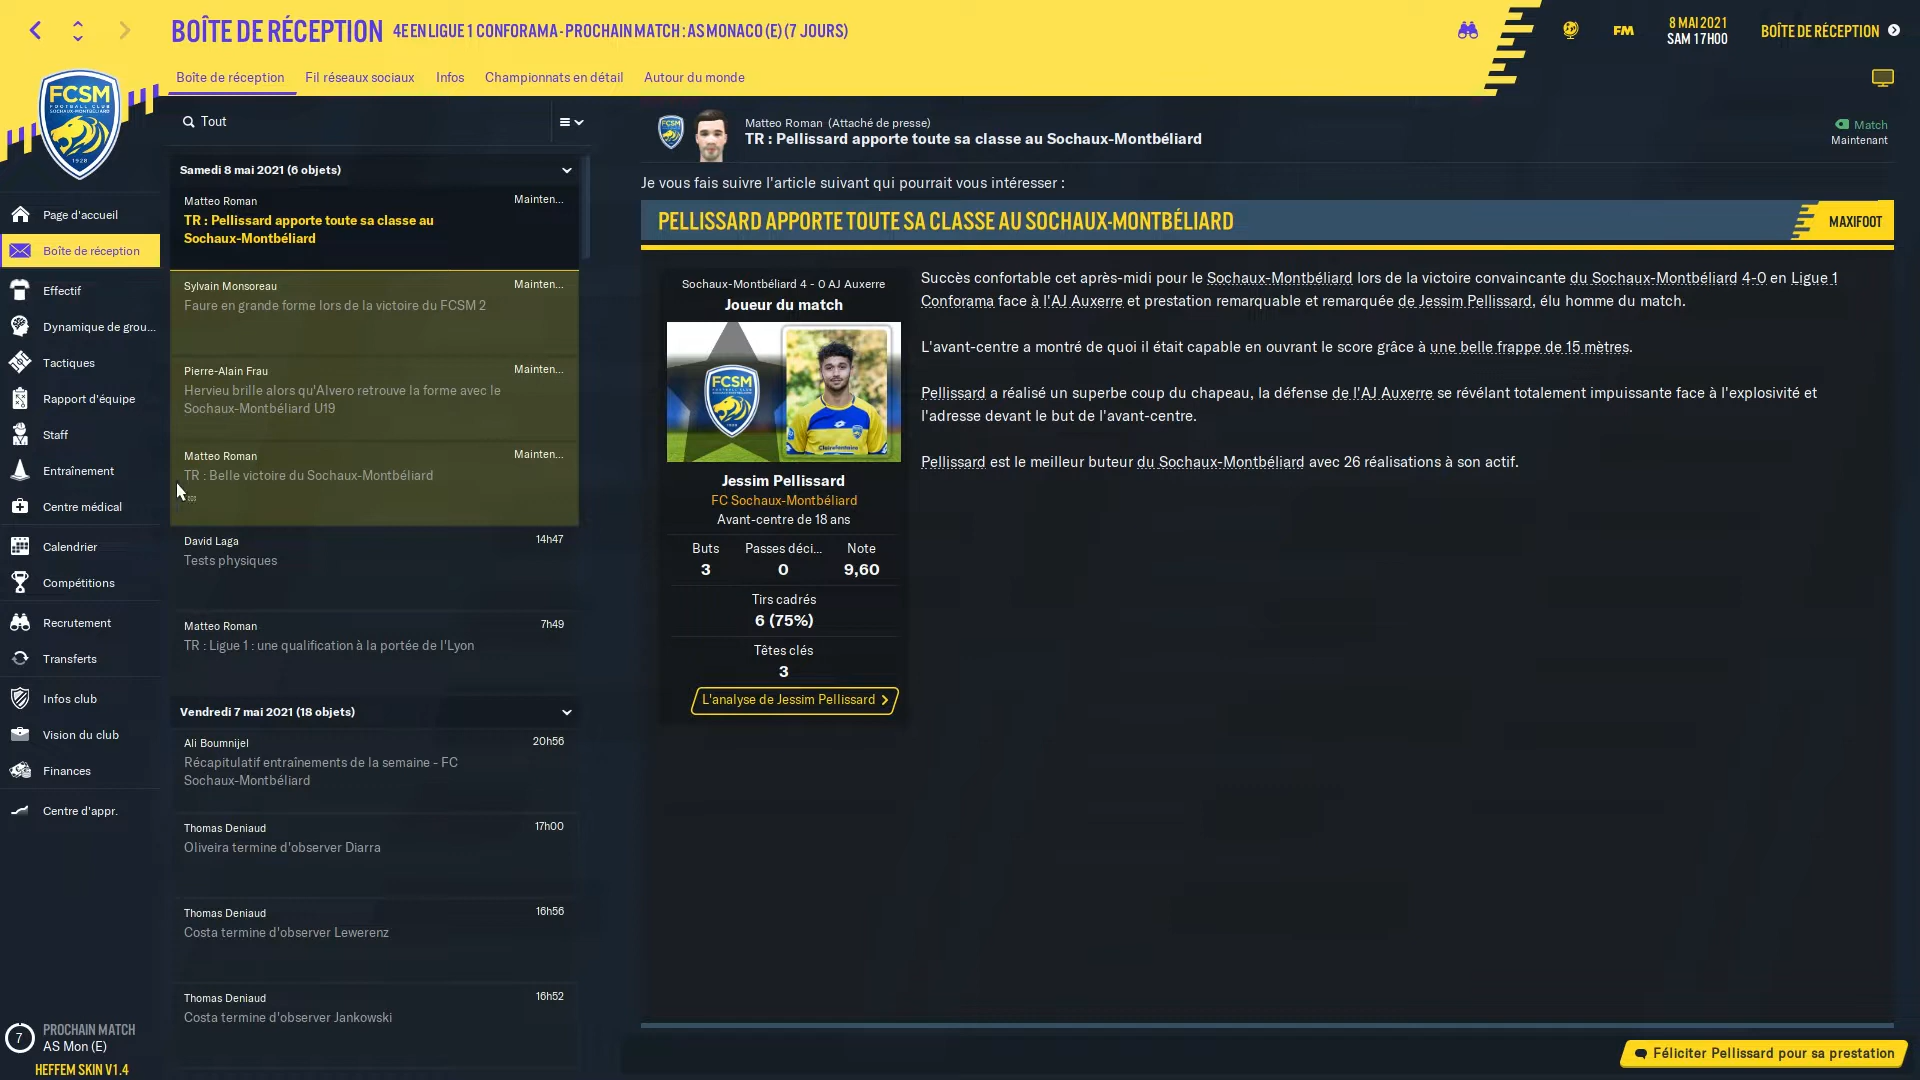 BOÎTE DE RÉCEPTION
4E EN LIGUE 1 CONFORAMA - PROCHAIN MATCH : AS MONACO (E) (7 JOURS)
FM
8 MAI 2021
SAM 17H00
BOÎTE DE RÉCEPTION
Boîte de réception
Fil réseaux sociaux
Infos
Championnats en détail
Autour du monde
FCSM
FOOTBALL CLUB
SOCHAUX-MONTBÉLIARD
1928
Page d'accueil
Boîte de réception
Effectif
Dynamique de grou...
Tactiques
Rapport d'équipe
Staff
Entraînement
Centre médical
Calendrier
Compétitions
Recrutement
Transferts
Infos club
Vision du club
Finances
Centre d'appr.
7
PROCHAIN MATCH
AS Mon (E)
HEFFEM SKIN V1.4
Tout
Samedi 8 mai 2021 (6 objets)
Matteo Roman
Mainten...
TR : Pellissard apporte toute sa classe au
Sochaux-Montbéliard
Sylvain Monsoreau
Mainten...
Faure en grande forme lors de la victoire du FCSM 2
Pierre-Alain Frau
Mainten...
Hervieu brille alors qu'Alvero retrouve la forme avec le
Sochaux-Montbéliard U19
Matteo Roman
Mainten...
TR : Belle victoire du Sochaux-Montbéliard
David Laga
14h47
Tests physiques
Matteo Roman
7h49
TR : Ligue 1 : une qualification à la portée de l'Lyon
Vendredi 7 mai 2021 (18 objets)
Ali Boumnijel
20h56
Récapitulatif entraînements de la semaine - FC
Sochaux-Montbéliard
Thomas Deniaud
17h00
Oliveira termine d'observer Diarra
Thomas Deniaud
16h56
Costa termine d'observer Lewerenz
Thomas Deniaud
16h52
Costa termine d'observer Jankowski
FCSM
Matteo Roman (Attaché de presse)
TR : Pellissard apporte toute sa classe au Sochaux-Montbéliard
Match
Maintenant
Je vous fais suivre l'article suivant qui pourrait vous intéresser :
PELLISSARD APPORTE TOUTE SA CLASSE AU SOCHAUX-MONTBÉLIARD
MAXIFOOT
Sochaux-Montbéliard 4 - 0 AJ Auxerre
Joueur du match
FCSM
Jessim Pellissard
FC Sochaux-Montbéliard
Avant-centre de 18 ans
Buts
Passes déci...
Note
3
0
9,60
Tirs cadrés
6 (75%)
Têtes clés
3
L'analyse de Jessim Pellissard
Succès confortable cet après-midi pour le Sochaux-Montbéliard lors de la victoire convaincante du Sochaux-Montbéliard 4-0 en Ligue 1
Conforama face à l'AJ Auxerre et prestation remarquable et remarquée de Jessim Pellissard, élu homme du match.
L'avant-centre a montré de quoi il était capable en ouvrant le score grâce à une belle frappe de 15 mètres.
Pellissard a réalisé un superbe coup du chapeau, la défense de l'AJ Auxerre se révélant totalement impuissante face à l'explosivité et
l'adresse devant le but de l'avant-centre.
Pellissard est le meilleur buteur du Sochaux-Montbéliard avec 26 réalisations à son actif.
Féliciter Pellissard pour sa prestation